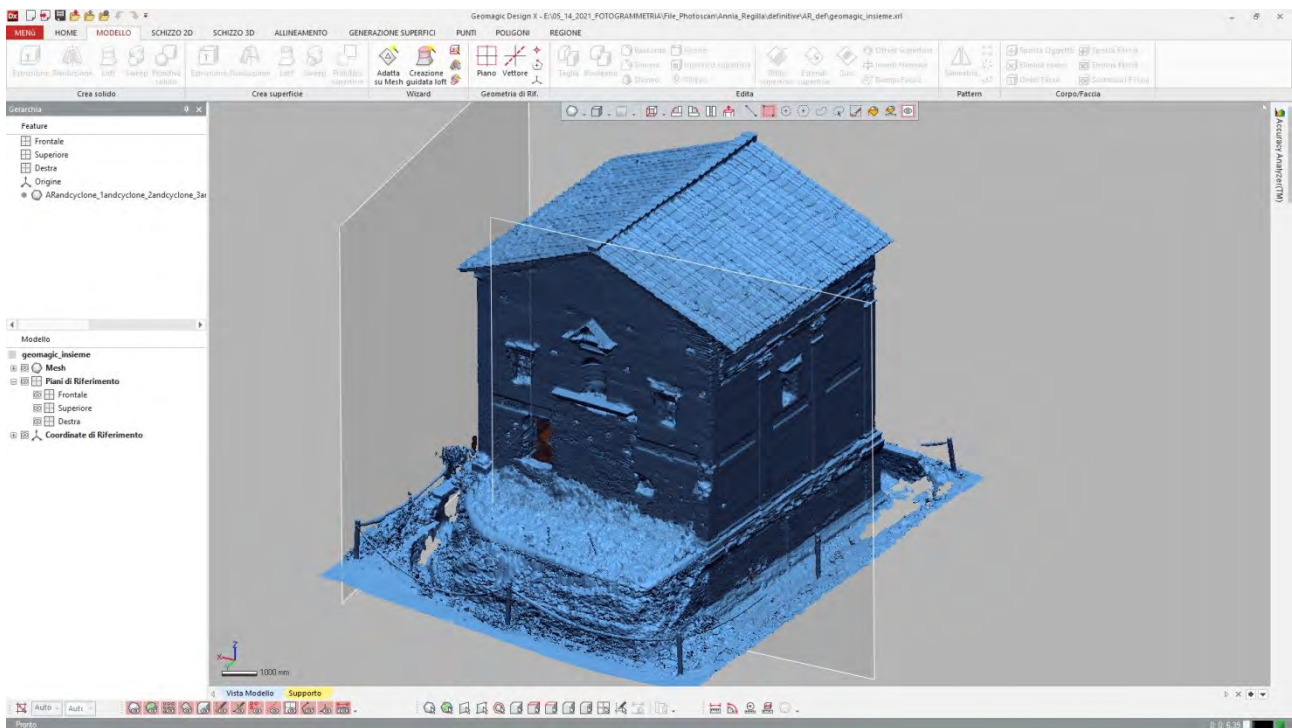 Geomagic Design X - E:\05_14_2021_FOTOGRAMMETRIA\File_Photoscan\Annia_Regilla\definitive\AR_def\geomagic_insieme.xrl
MENÙ HOME MODELLO SCHIZZO 2D SCHIZZO 3D ALLINEAMENTO GENERAZIONE SUPERFICI PUNTI POLIGONI REGIONE
Adatta su Mesh
Creazione guidata loft
Piano Vettore
Crea solido Crea superficie Wizard Geometria di Rif. Edita Pattern Corpo/Faccia
Gerarchia
Feature
Frontale
Superiore
Destra
Origine
ARandcyclone_1andcyclone_2andcyclone_3ar
Modello
geomagic_insieme
Mesh
Piani di Riferimento
Frontale
Superiore
Destra
Coordinate di Riferimento
Accuracy Analyzer(TM)
1000 mm
Vista Modello Supporto
Auto
Pronto